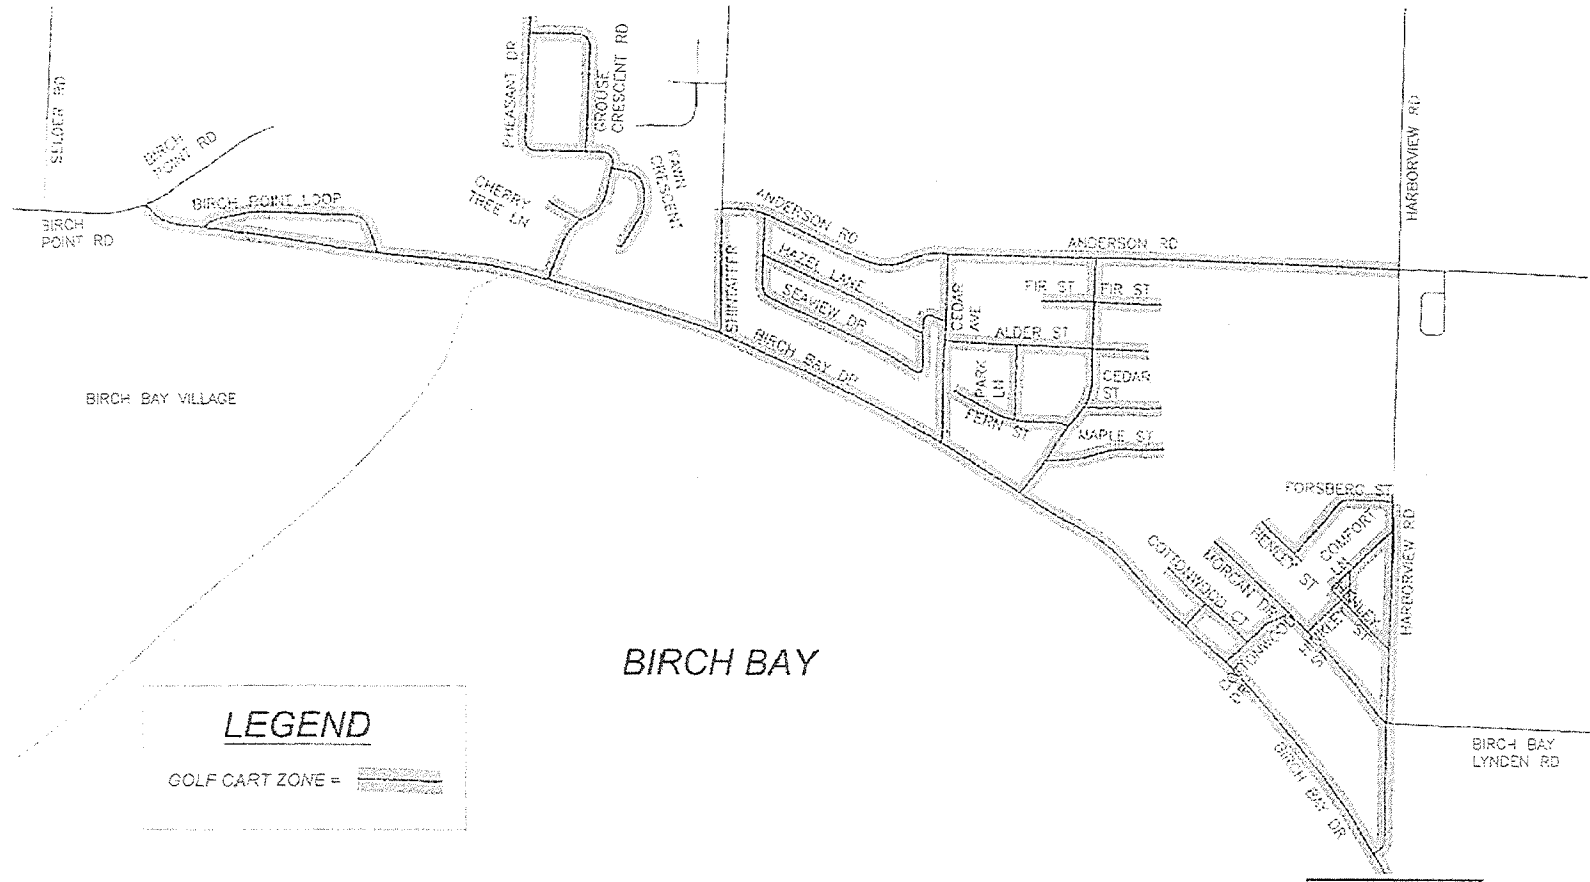 SELDER RD
BIRCH
POINT RD
BIRCH
POINT RD
BIRCH POINT LOOP
PHEASANT DR
GROUSE
CRESCENT RD
CHERRY
TREE LN
FAWN
CRESCENT
SHINTAFFER
ANDERSON RD
HAZEL LANE
SEAVIEW DR
BIRCH BAY DR
CEDAR
AVE
ANDERSON RD
FIR ST
FIR ST
ALDER ST
PARK
LN
CEDAR
ST
FERN ST
MAPLE ST
HARBORVIEW RD
BIRCH BAY VILLAGE
FORSBERG ST
HENLEY ST
COMFORT
LN
MORGAN DR
COTTONWOOD CT
HENLEY
ST
HARBORVIEW RD
BIRCH BAY
LYNDEN RD
BIRCH BAY DR
BIRCH BAY
LEGEND
GOLF CART ZONE =